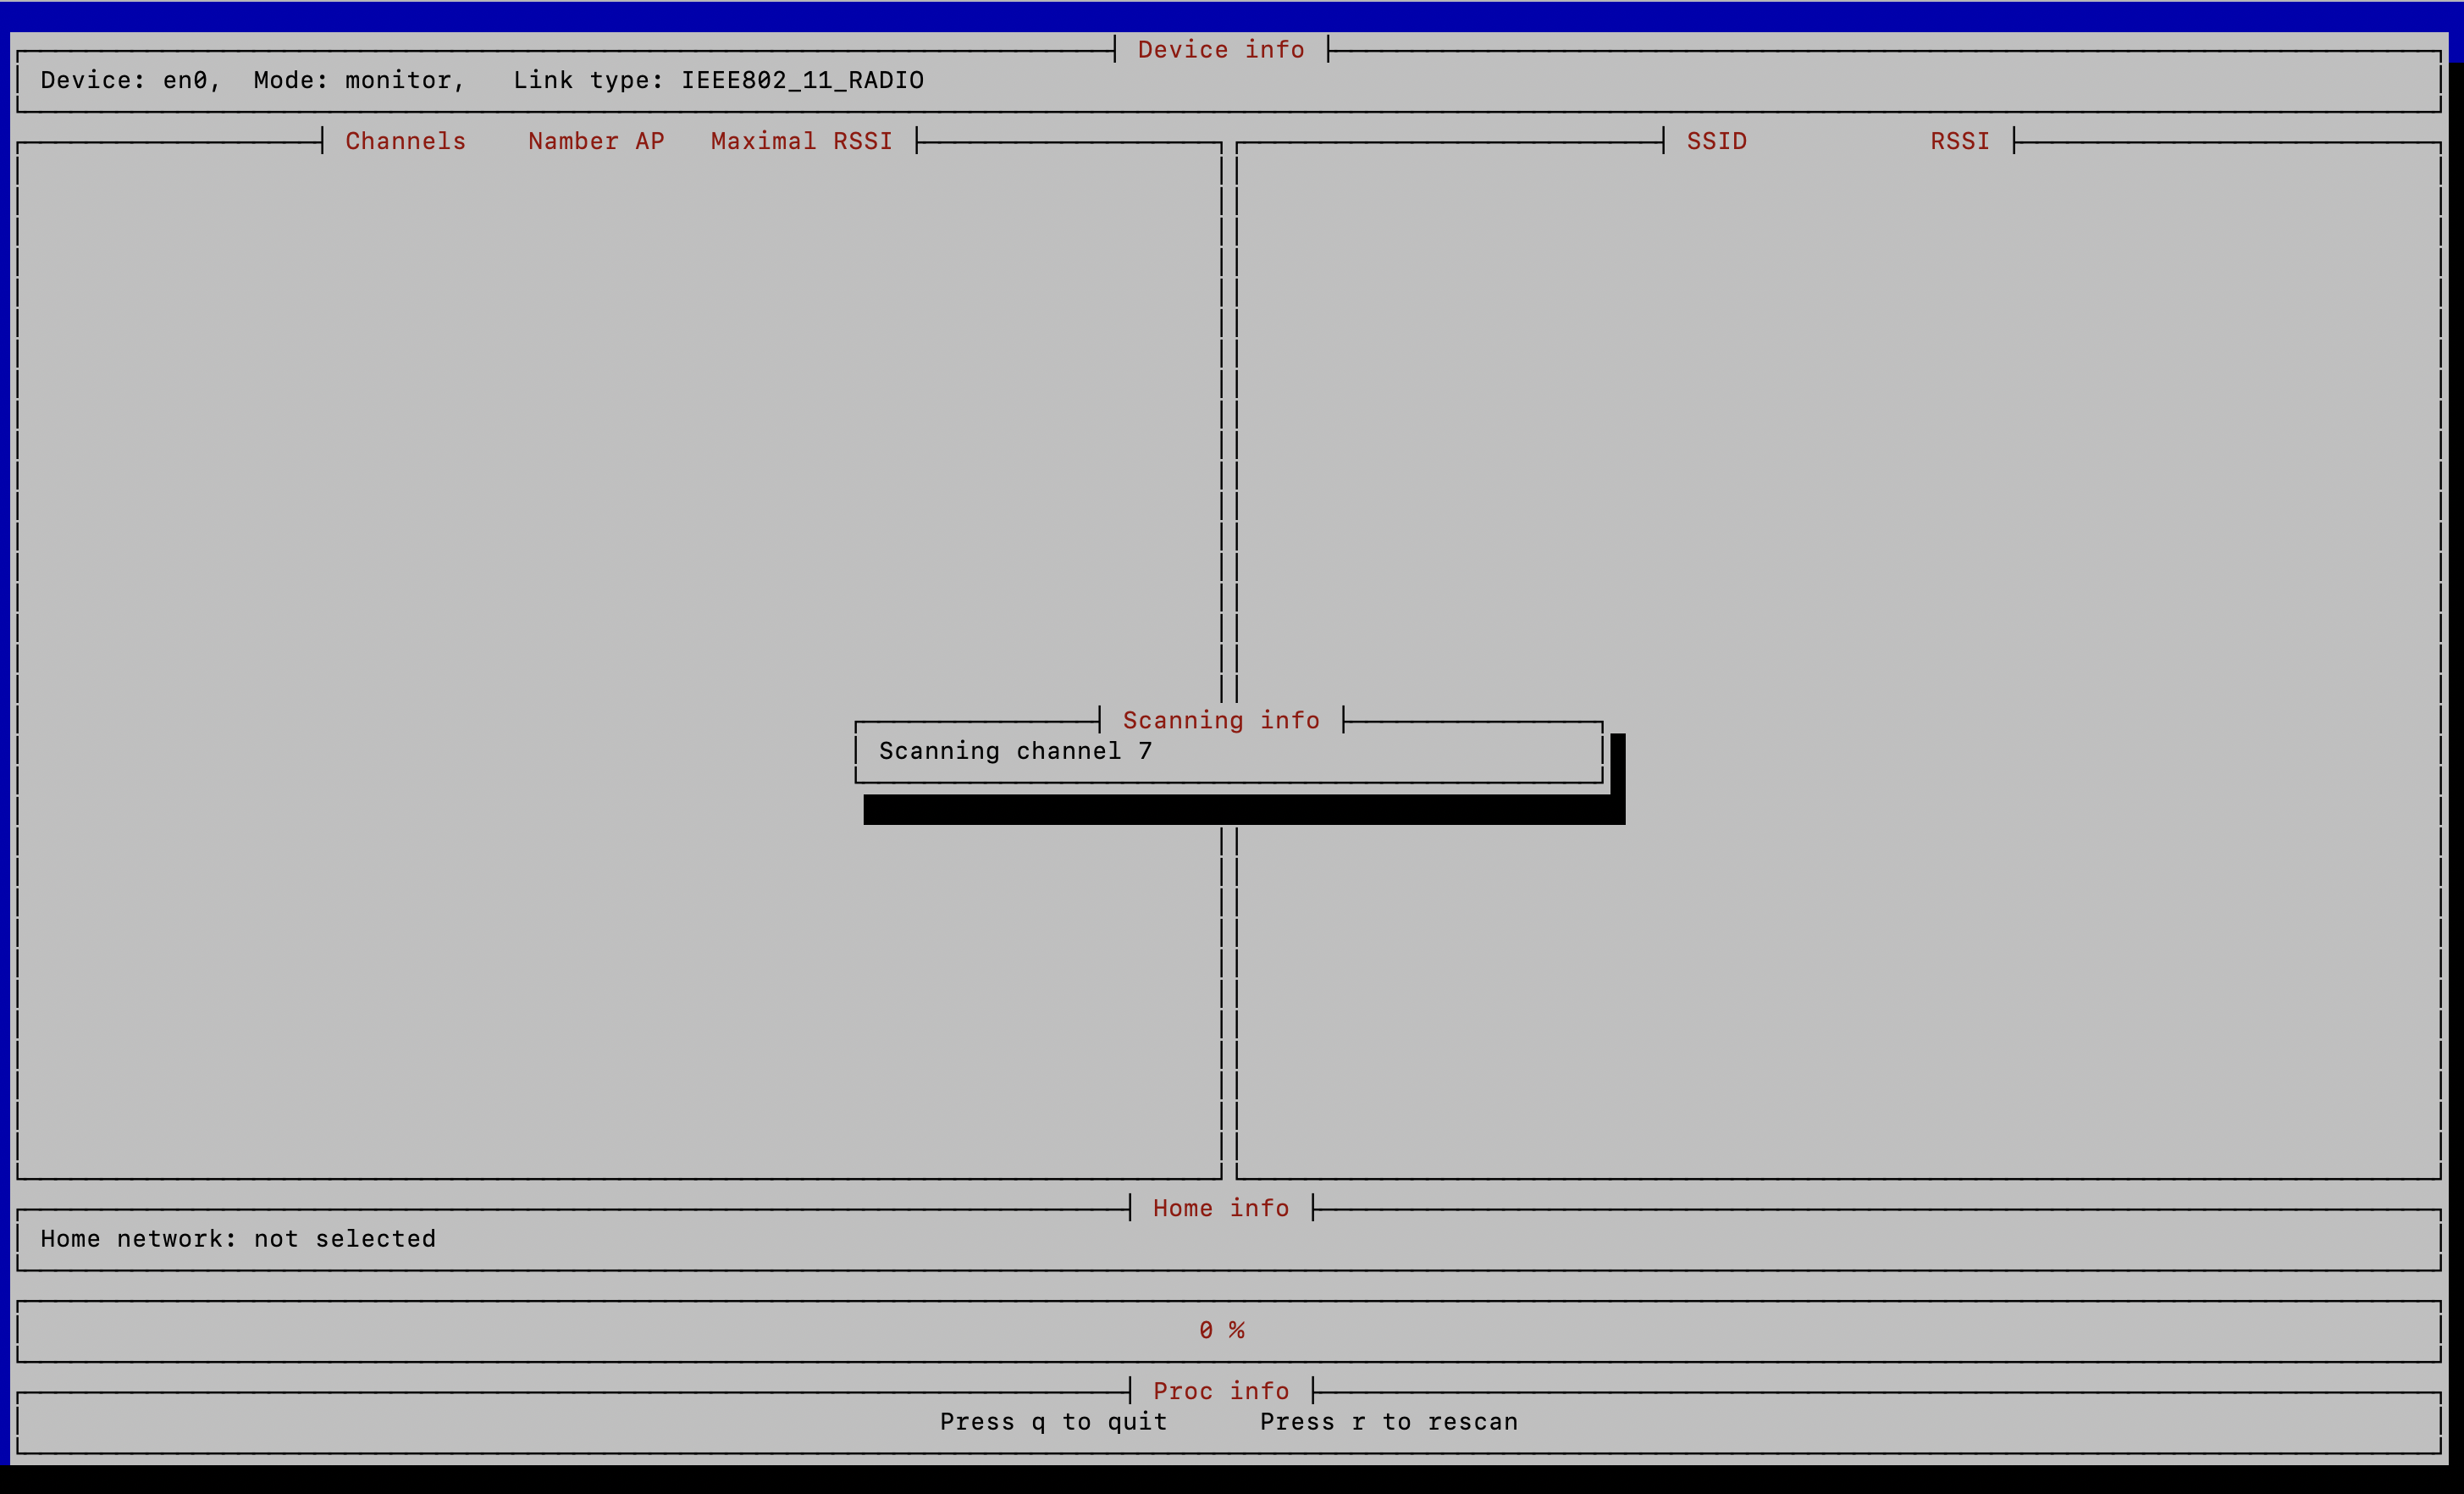 Device info
Device: en0,  Mode: monitor,   Link type: IEEE802_11_RADIO
Channels    Namber AP   Maximal RSSI
SSID            RSSI
Scanning info
Scanning channel 7
Home info
Home network: not selected
0 %
Proc info
Press q to quit      Press r to rescan